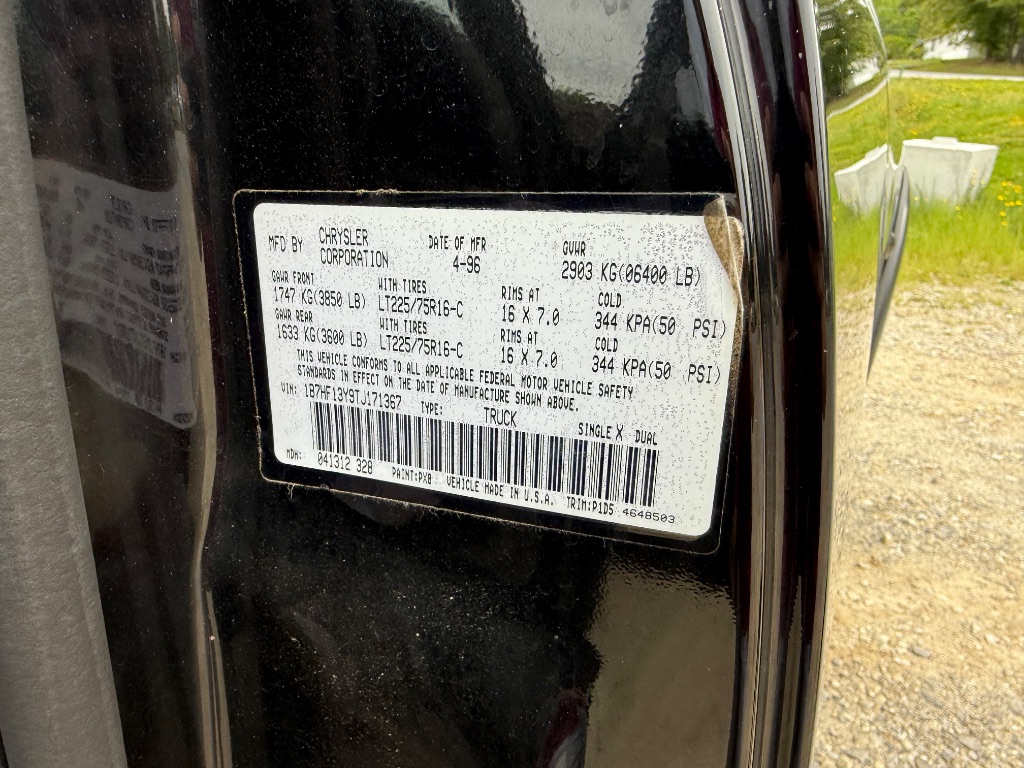 MFD BY CHRYSLER CORPORATION DATE OF MFR 4-96 GVWR 2903 KG(06400 LB)
GAWR FRONT WITH TIRES RIMS AT COLD
1747 KG(3850 LB) LT225/75R16-C 16 X 7.0 344 KPA(50 PSI)
GAWR REAR WITH TIRES RIMS AT COLD
1633 KG(3600 LB) LT225/75R16-C 16 X 7.0 344 KPA(50 PSI)
THIS VEHICLE CONFORMS TO ALL APPLICABLE FEDERAL MOTOR VEHICLE SAFETY
STANDARDS IN EFFECT ON THE DATE OF MANUFACTURE SHOWN ABOVE.
VIN: 1B7HF13Y9TJ171367 TYPE: TRUCK SINGLE X DUAL
MDH: 041312 328 PAINT:PX8 VEHICLE MADE IN U.S.A. TRIM:P1D5 4648503